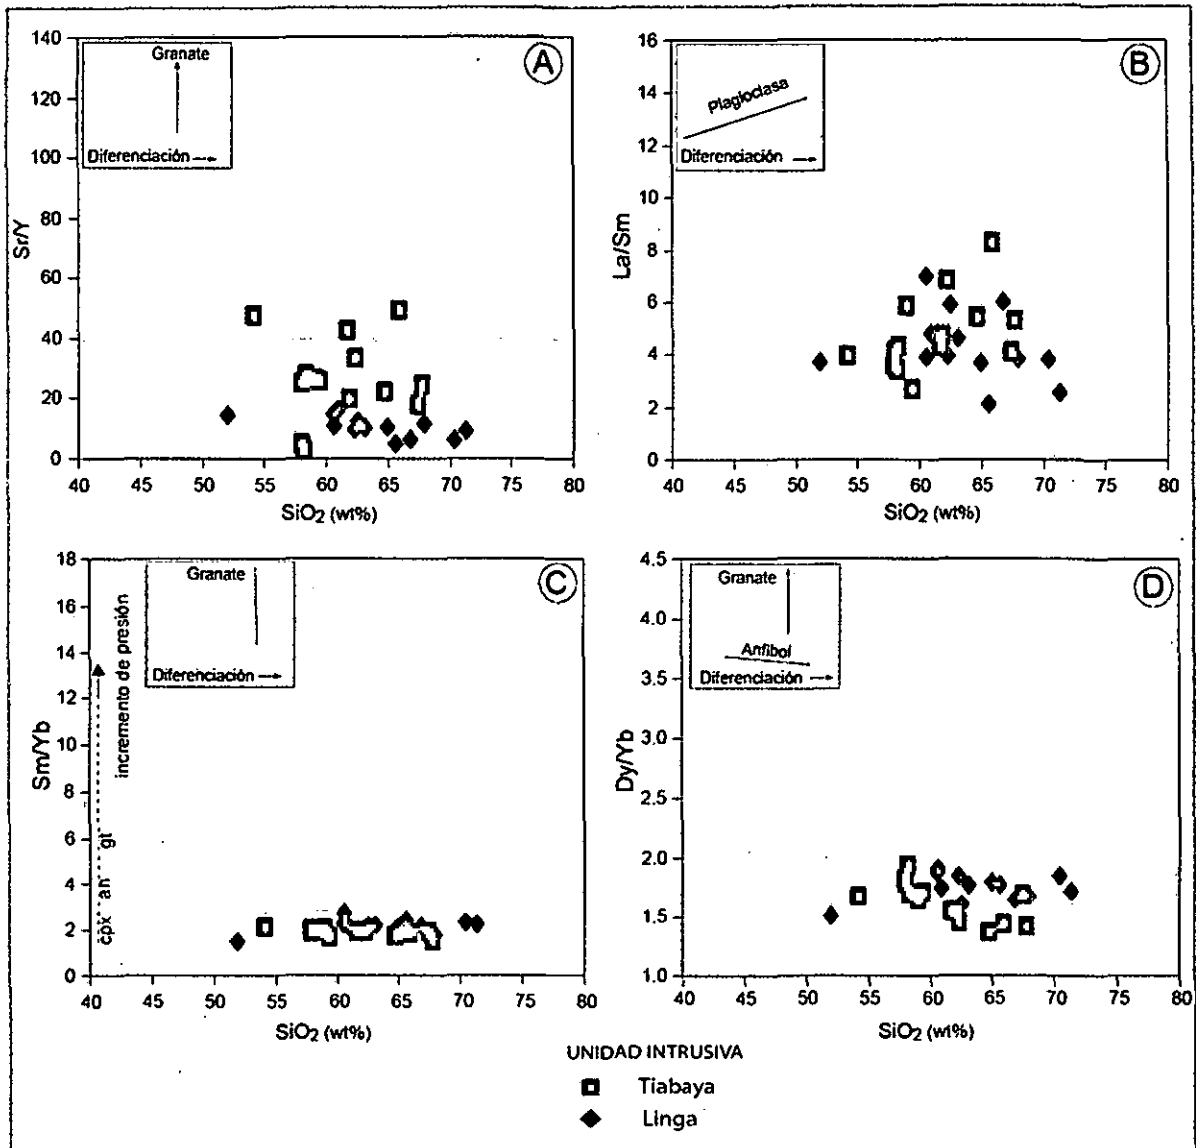 A
Granate
Diferenciación
Sr/Y
140
120
100
80
60
40
20
0
40 45 50 55 60 65 70 75 80
SiO2 (wt%)
B
Plagioclasa
Diferenciación
La/Sm
16
14
12
10
8
6
4
2
0
40 45 50 55 60 65 70 75 80
SiO2 (wt%)
C
Granate
Diferenciación
incremento de presión
cpx an gt
Sm/Yb
18
16
14
12
10
8
6
4
2
0
40 45 50 55 60 65 70 75 80
SiO2 (wt%)
D
Granate
Anfibol
Diferenciación
Dy/Yb
4.5
4.0
3.5
3.0
2.5
2.0
1.5
1.0
40 45 50 55 60 65 70 75 80
SiO2 (wt%)
UNIDAD INTRUSIVA
Tiabaya
Linga